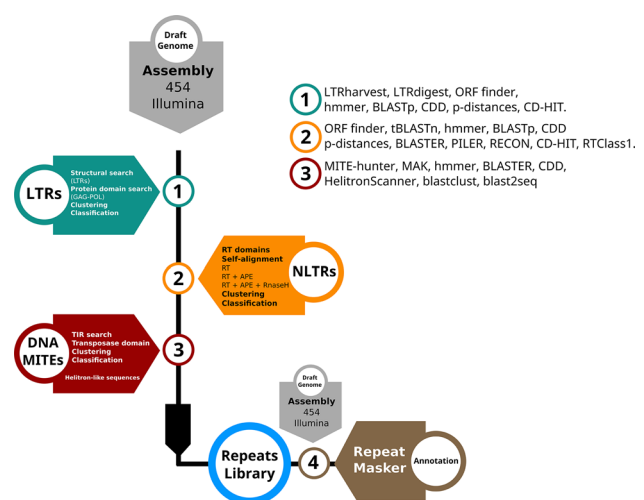 Draft
Genome
Assembly
454
Illumina
1
LTRharvest, LTRdigest, ORF finder,
hmmer, BLASTp, CDD, p-distances, CD-HIT.
2
ORF finder, tBLASTn, hmmer, BLASTp, CDD
p-distances, BLASTER, PILER, RECON, CD-HIT, RTClass1.
3
MITE-hunter, MAK, hmmer, BLASTER, CDD,
HelitronScanner, blastclust, blast2seq
LTRs
Structural search
(LTRs)
Protein domain search
(GAG-POL)
Clustering
Classification
1
2
RT domains
Self-alignment
RT
RT + APE
RT + APE + RnaseH
Clustering
Classification
NLTRs
DNA
MITEs
TIR search
Transposase domain
Clustering
Classification
Helitron-like sequences
3
Draft
Genome
Assembly
454
Illumina
Repeats
Library
4
Repeat
Masker
Annotation